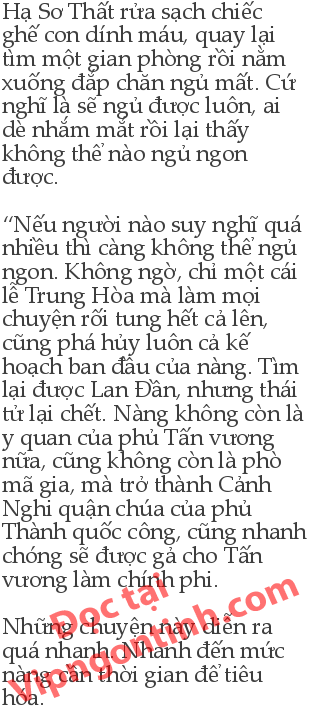 Hạ Sơ Thất rửa sạch chiếc
ghế con dính máu, quay lại
tìm một gian phòng rồi nằm
xuống đắp chăn ngủ mất. Cứ
nghĩ là sẽ ngủ được luôn, ai
dè nhắm mắt rồi lại thấy
không thể nào ngủ ngon
được.

“Nếu người nào suy nghĩ quá
nhiều thì càng không thể ngủ
ngon. Không ngờ, chỉ một cái
lễ Trung Hòa mà làm mọi
chuyện rối tung hết cả lên,
cũng phá hủy luôn cả kế
hoạch ban đầu của nàng. Tìm
lại được Lan Đần, nhưng thái
tử lại chết. Nàng không còn là
y quan của phủ Tấn vương
nữa, cũng không còn là phò
mã gia, mà trở thành Cảnh
Nghi quận chúa của phủ
Thành quốc công, cũng nhanh
chóng sẽ được gả cho Tấn
vương làm chính phi.

Những chuyện này diễn ra
quá nhanh. Nhanh đến mức
nàng cần thời gian để tiêu
hóa.
Đọc tại
Vipngontinh.com